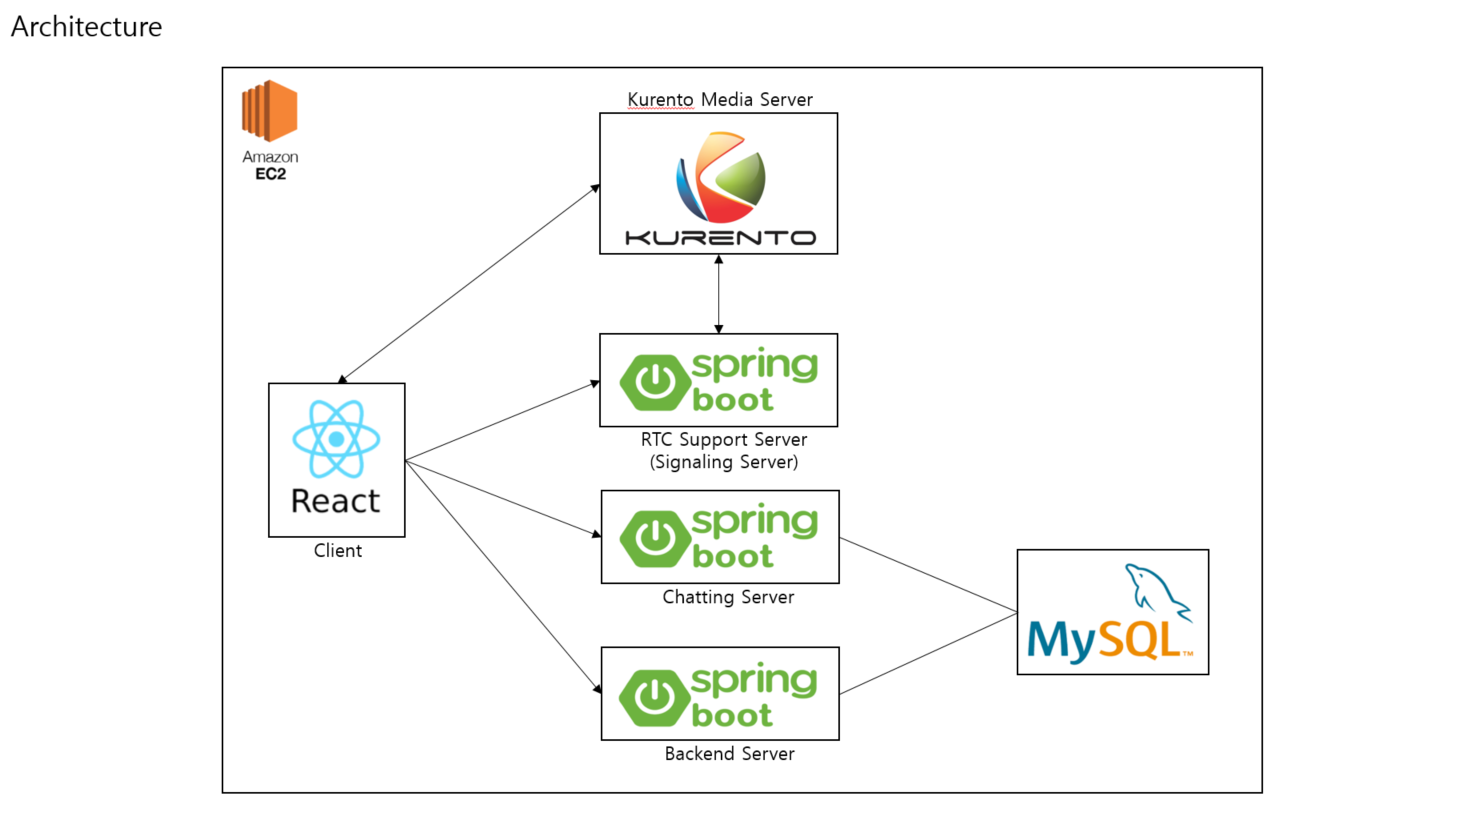 Architecture
Amazon
EC2
Kurento Media Server
KURENTO
spring
boot
RTC Support Server
(Signaling Server)
React
Client
spring
boot
Chatting Server
MySQL™
spring
boot
Backend Server